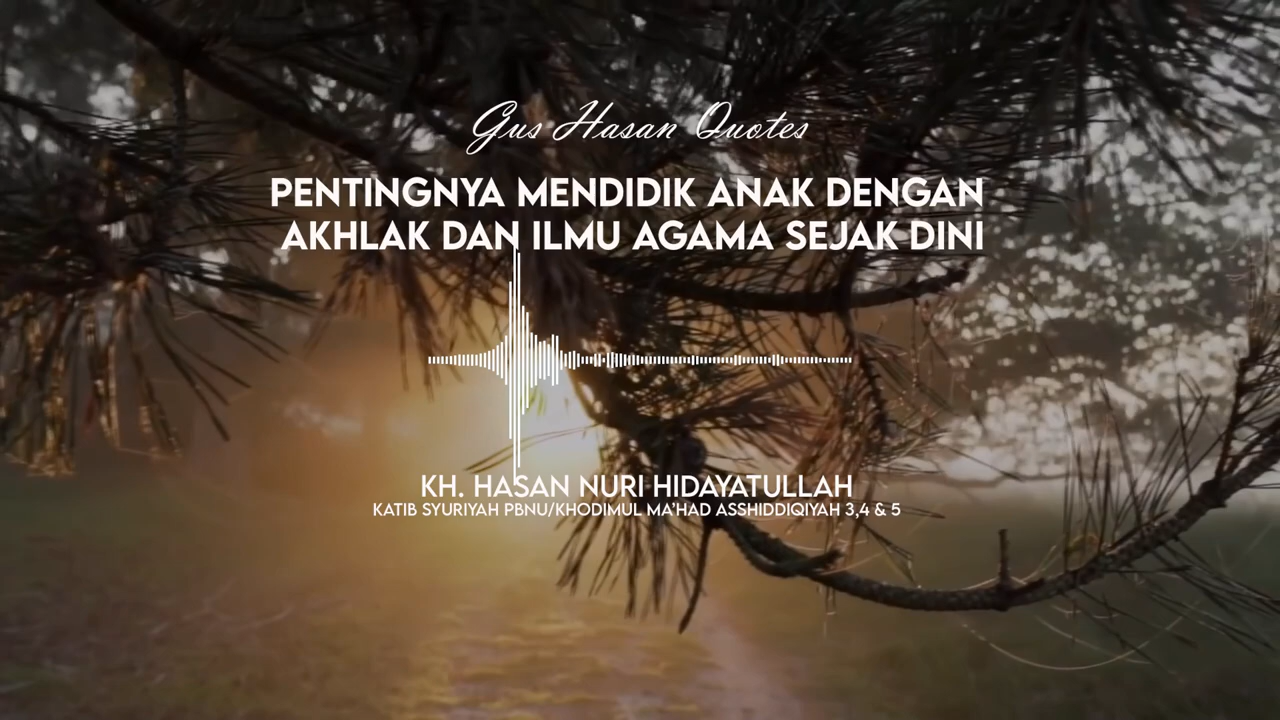 Gus Hasan Quotes
PENTINGNYA MENDIDIK ANAK DENGAN
AKHLAK DAN ILMU AGAMA SEJAK DINI
KH. HASAN NURI HIDAYATULLAH
KATIB SYURIYAH PBNU/KHODIMUL MA'HAD ASSHIDDIQIYAH 3,4 & 5